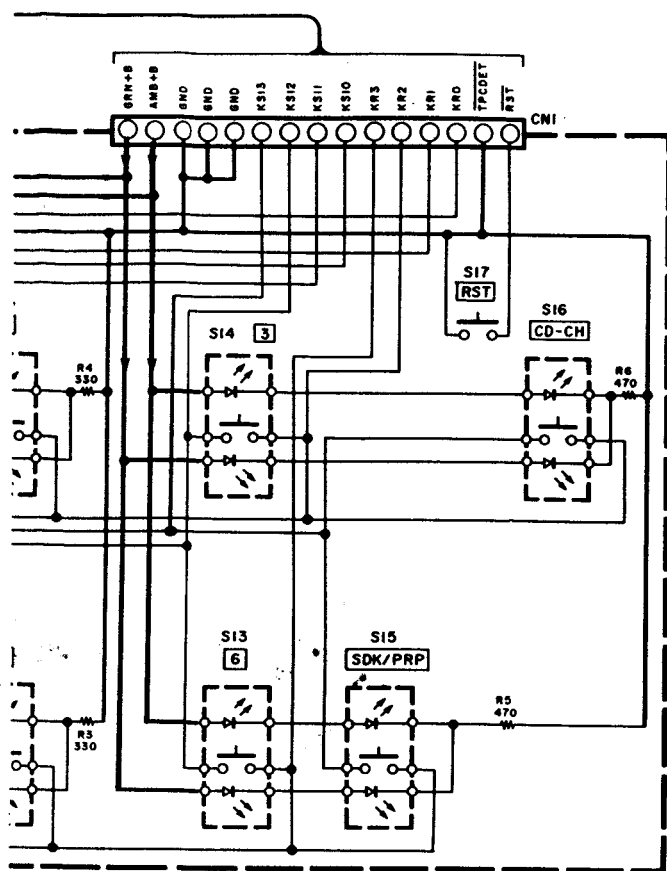 GRN+B
AMB+B
GND
GND
GND
KS13
KS12
KS11
KS10
KR3
KR2
KR1
KR0
TPCDET
RST
CN1
S17
RST
S14
3
S16
CD-CH
R4
330
R6
470
S13
6
S15
SDK/PRP
R3
330
R5
470